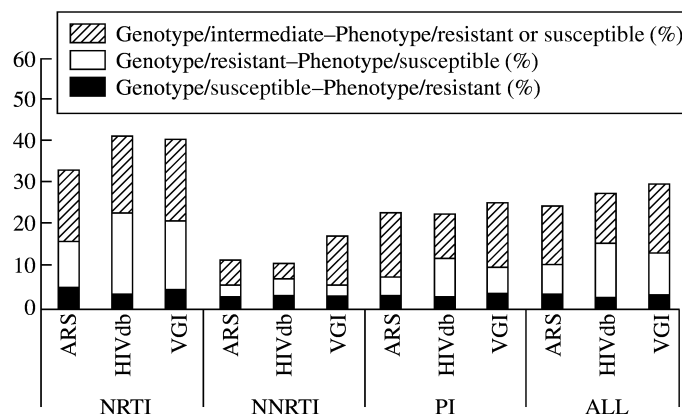 Genotype/intermediate–Phenotype/resistant or susceptible (%)
Genotype/resistant–Phenotype/susceptible (%)
Genotype/susceptible–Phenotype/resistant (%)
60
50
40
30
20
10
0
ARS HIVdb VGI ARS HIVdb VGI ARS HIVdb VGI ARS HIVdb VGI
NRTI NNRTI PI ALL